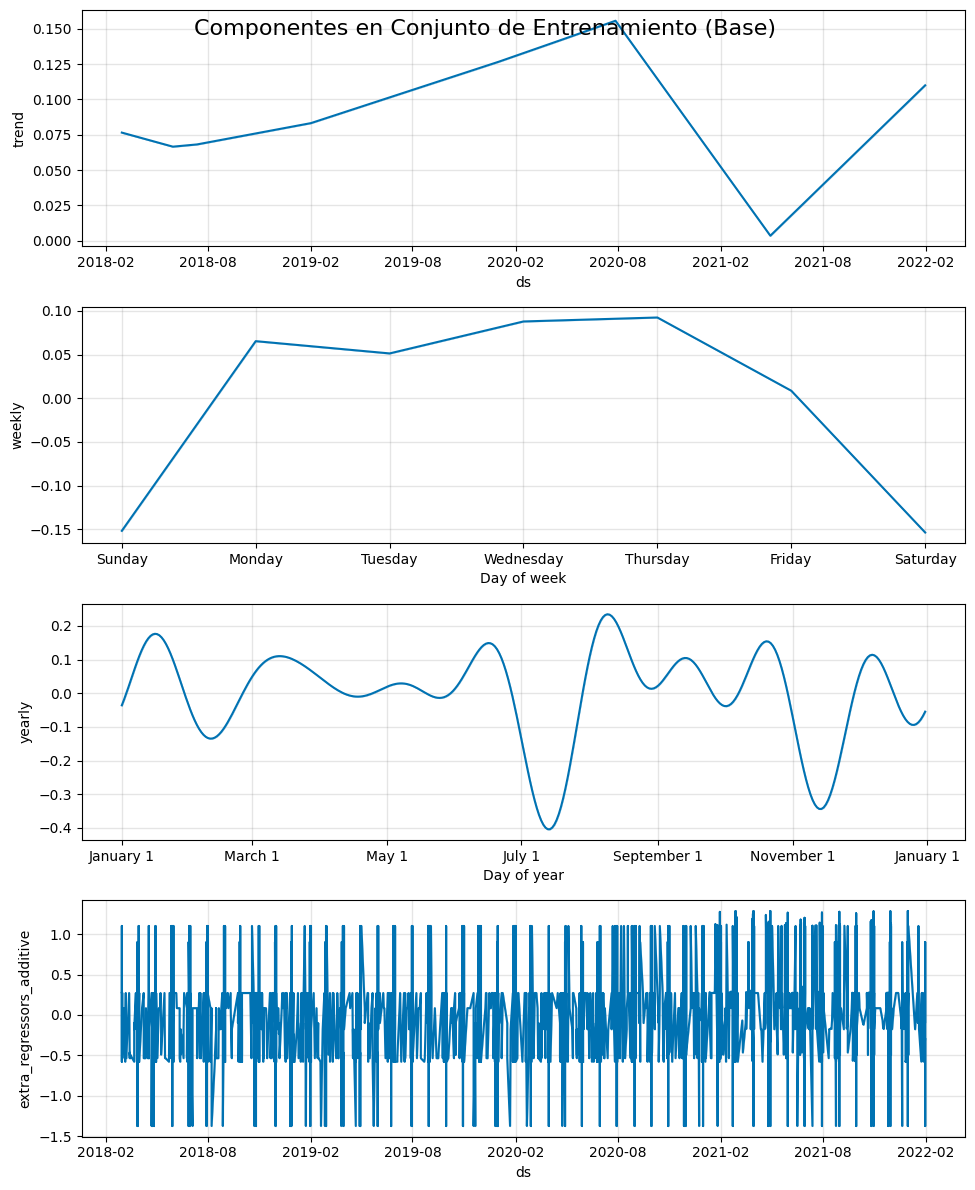 Componentes en Conjunto de Entrenamiento (Base)
0.150
0.125
0.100
0.075
0.050
0.025
0.000
trend
2018-02 2018-08 2019-02 2019-08 2020-02 2020-08 2021-02 2021-08 2022-02
ds
0.10
0.05
0.00
−0.05
−0.10
−0.15
weekly
Sunday Monday Tuesday Wednesday Thursday Friday Saturday
Day of week
0.2
0.1
0.0
−0.1
−0.2
−0.3
−0.4
yearly
January 1 March 1 May 1 July 1 September 1 November 1 January 1
Day of year
1.0
0.5
0.0
−0.5
−1.0
−1.5
extra_regressors_additive
2018-02 2018-08 2019-02 2019-08 2020-02 2020-08 2021-02 2021-08 2022-02
ds